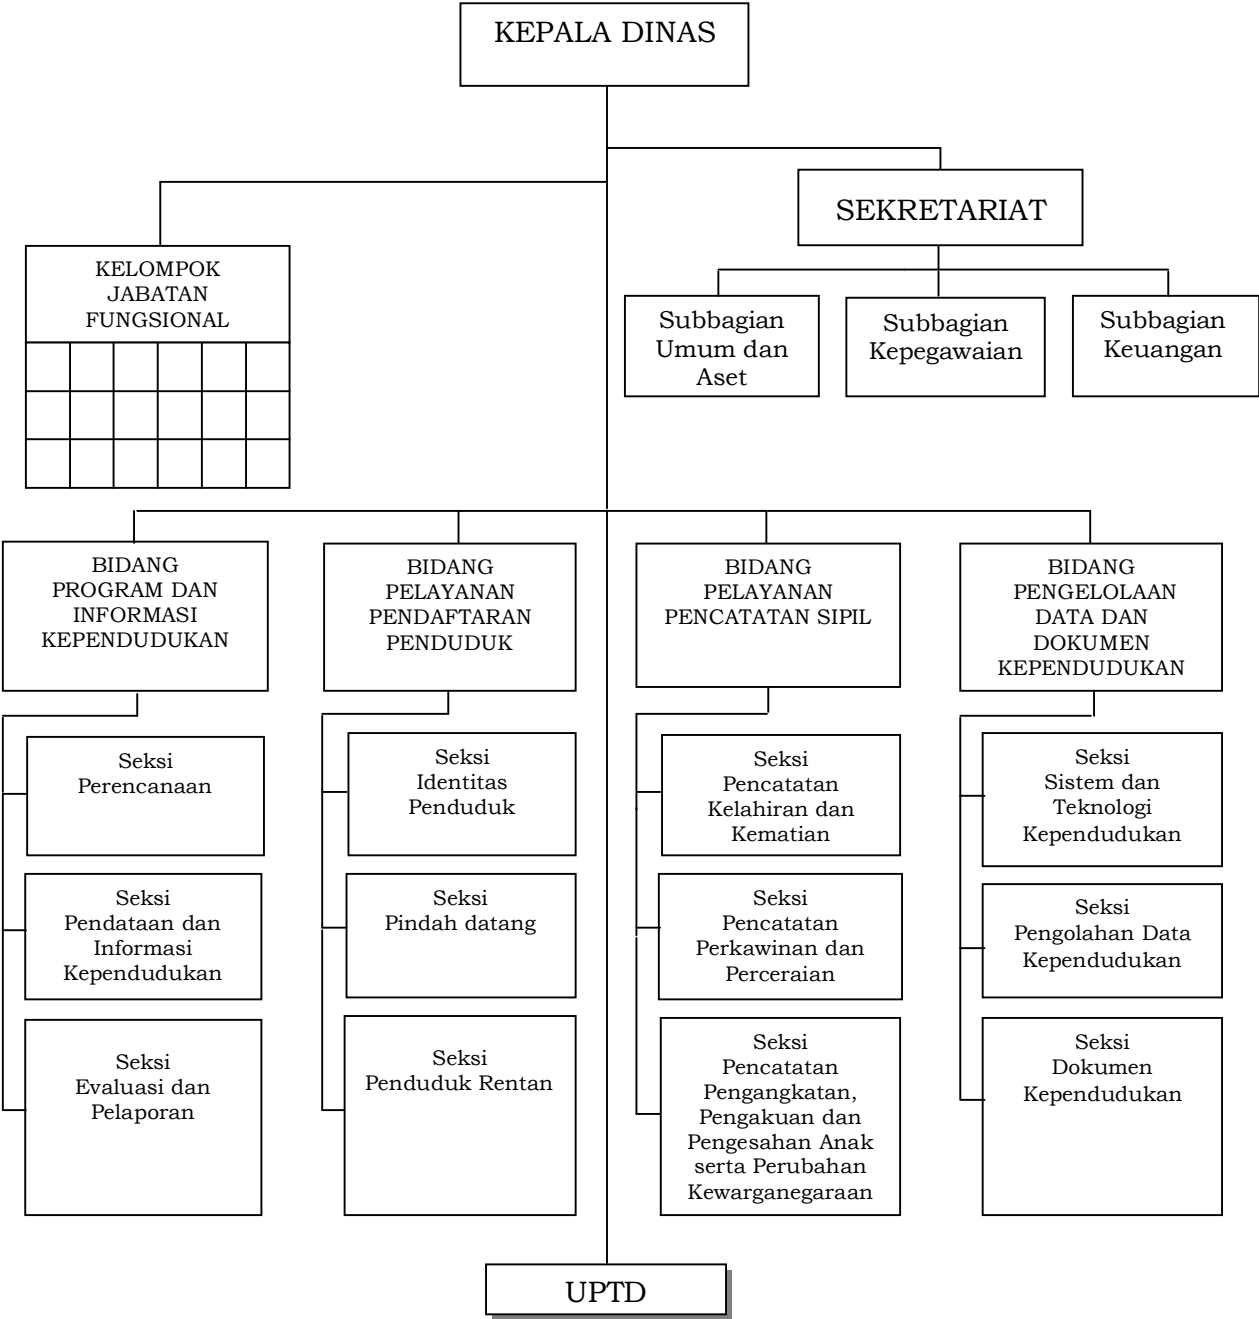 KEPALA DINAS
SEKRETARIAT
KELOMPOK
JABATAN
FUNGSIONAL
Subbagian
Umum dan
Aset
Subbagian
Kepegawaian
Subbagian
Keuangan
BIDANG
PROGRAM DAN
INFORMASI
KEPENDUDUKAN
BIDANG
PELAYANAN
PENDAFTARAN
PENDUDUK
BIDANG
PELAYANAN
PENCATATAN SIPIL
BIDANG
PENGELOLAAN
DATA DAN
DOKUMEN
KEPENDUDUKAN
Seksi
Perencanaan
Seksi
Identitas
Penduduk
Seksi
Pencatatan
Kelahiran dan
Kematian
Seksi
Sistem dan
Teknologi
Kependudukan
Seksi
Pendataan dan
Informasi
Kependudukan
Seksi
Pindah datang
Seksi
Pencatatan
Perkawinan dan
Perceraian
Seksi
Pengolahan Data
Kependudukan
Seksi
Evaluasi dan
Pelaporan
Seksi
Penduduk Rentan
Seksi
Pencatatan
Pengangkatan,
Pengakuan dan
Pengesahan Anak
serta Perubahan
Kewarganegaraan
Seksi
Dokumen
Kependudukan
UPTD